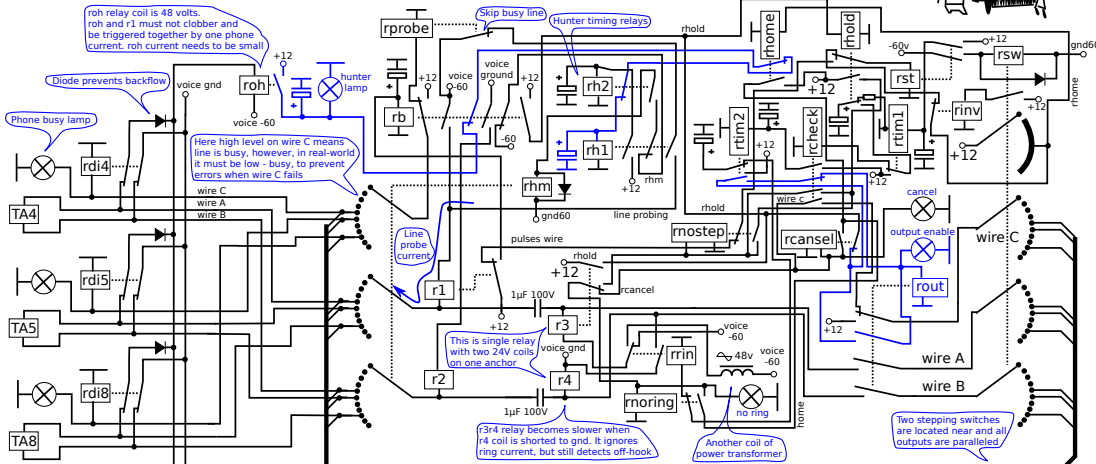 roh relay coil is 48 volts.
roh and r1 must not clobber and
be triggered together by one phone
current. roh current needs to be small
Diode prevents backflow
Phone busy lamp
voice gnd
roh
+12
voice -60
hunter
lamp
Here high level on wire C means
line is busy, however, in real-world
it must be low - busy, to prevent
errors when wire C fails
rdi4
TA4
wire C
wire A
wire B
rdi5
TA5
rdi8
TA8
rprobe
Skip busy line
Hunter timing relays
rb
+12
voice
-60
voice
ground
+12
-60
rh2
rh1
rhm
gnd60
+12
rhm
line probing
rhold
rhome
rhold
+12
-60v
+12
rst
rsw
gnd60
+12
rinv
+12
rhome
rtim2
rcheck
rtim1
+12
+12
wire c
rhold
rnostep
rcansel
cancel
output enable
rout
wire C
Line
probe
current
pulses wire
r1
+12
1µF 100V
rhold
+12
rcancel
r3
This is single relay
with two 24V coils
on one anchor
voice gnd
r4
r2
1µF 100V
r3r4 relay becomes slower when
r4 coil is shorted to gnd. It ignores
ring current, but still detects off-hook
rrin
rnoring
voice
-60
48v
voice
-60
no ring
Another coil of
power transformer
home
+12
wire A
wire B
Two stepping switches
are located near and all
outputs are paralleled